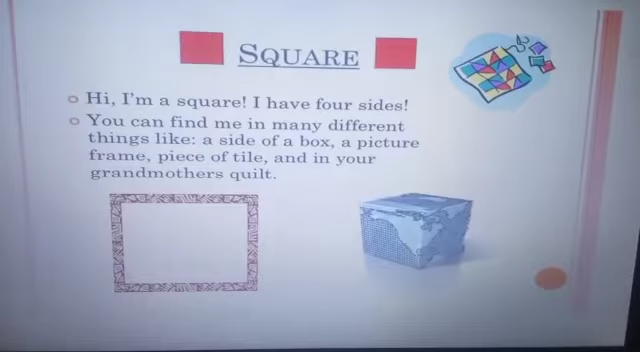 SQUARE
Hi, I'm a square! I have four sides!
You can find me in many different
things like: a side of a box, a picture
frame, piece of tile, and in your
grandmothers quilt.